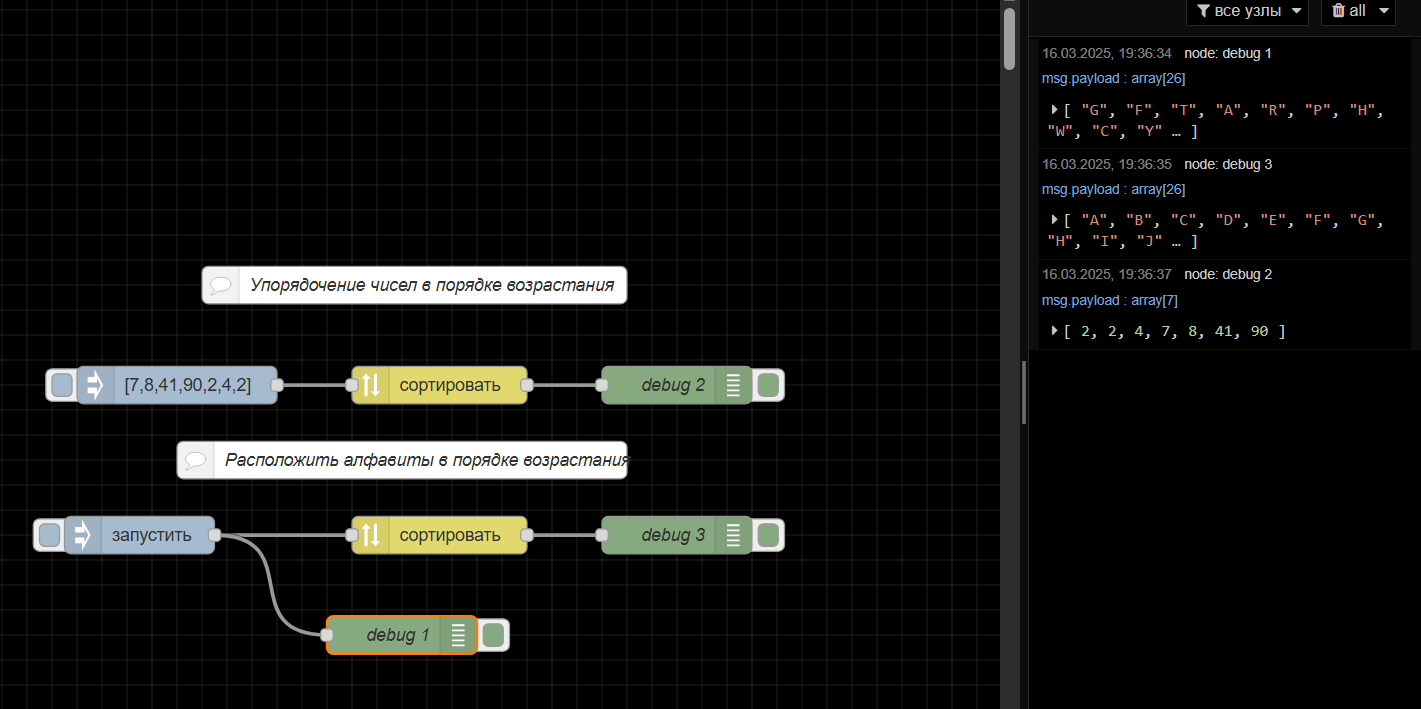 все узлы
all
16.03.2025, 19:36:34 node: debug 1
msg.payload : array[26]
[ "G", "F", "T", "A", "R", "P", "H",
"W", "C", "Y" … ]
16.03.2025, 19:36:35 node: debug 3
msg.payload : array[26]
[ "A", "B", "C", "D", "E", "F", "G",
"H", "I", "J" … ]
16.03.2025, 19:36:37 node: debug 2
msg.payload : array[7]
[ 2, 2, 4, 7, 8, 41, 90 ]
Упорядочение чисел в порядке возрастания
[7,8,41,90,2,4,2]
сортировать
debug 2
Расположить алфавиты в порядке возрастания
запустить
сортировать
debug 3
debug 1